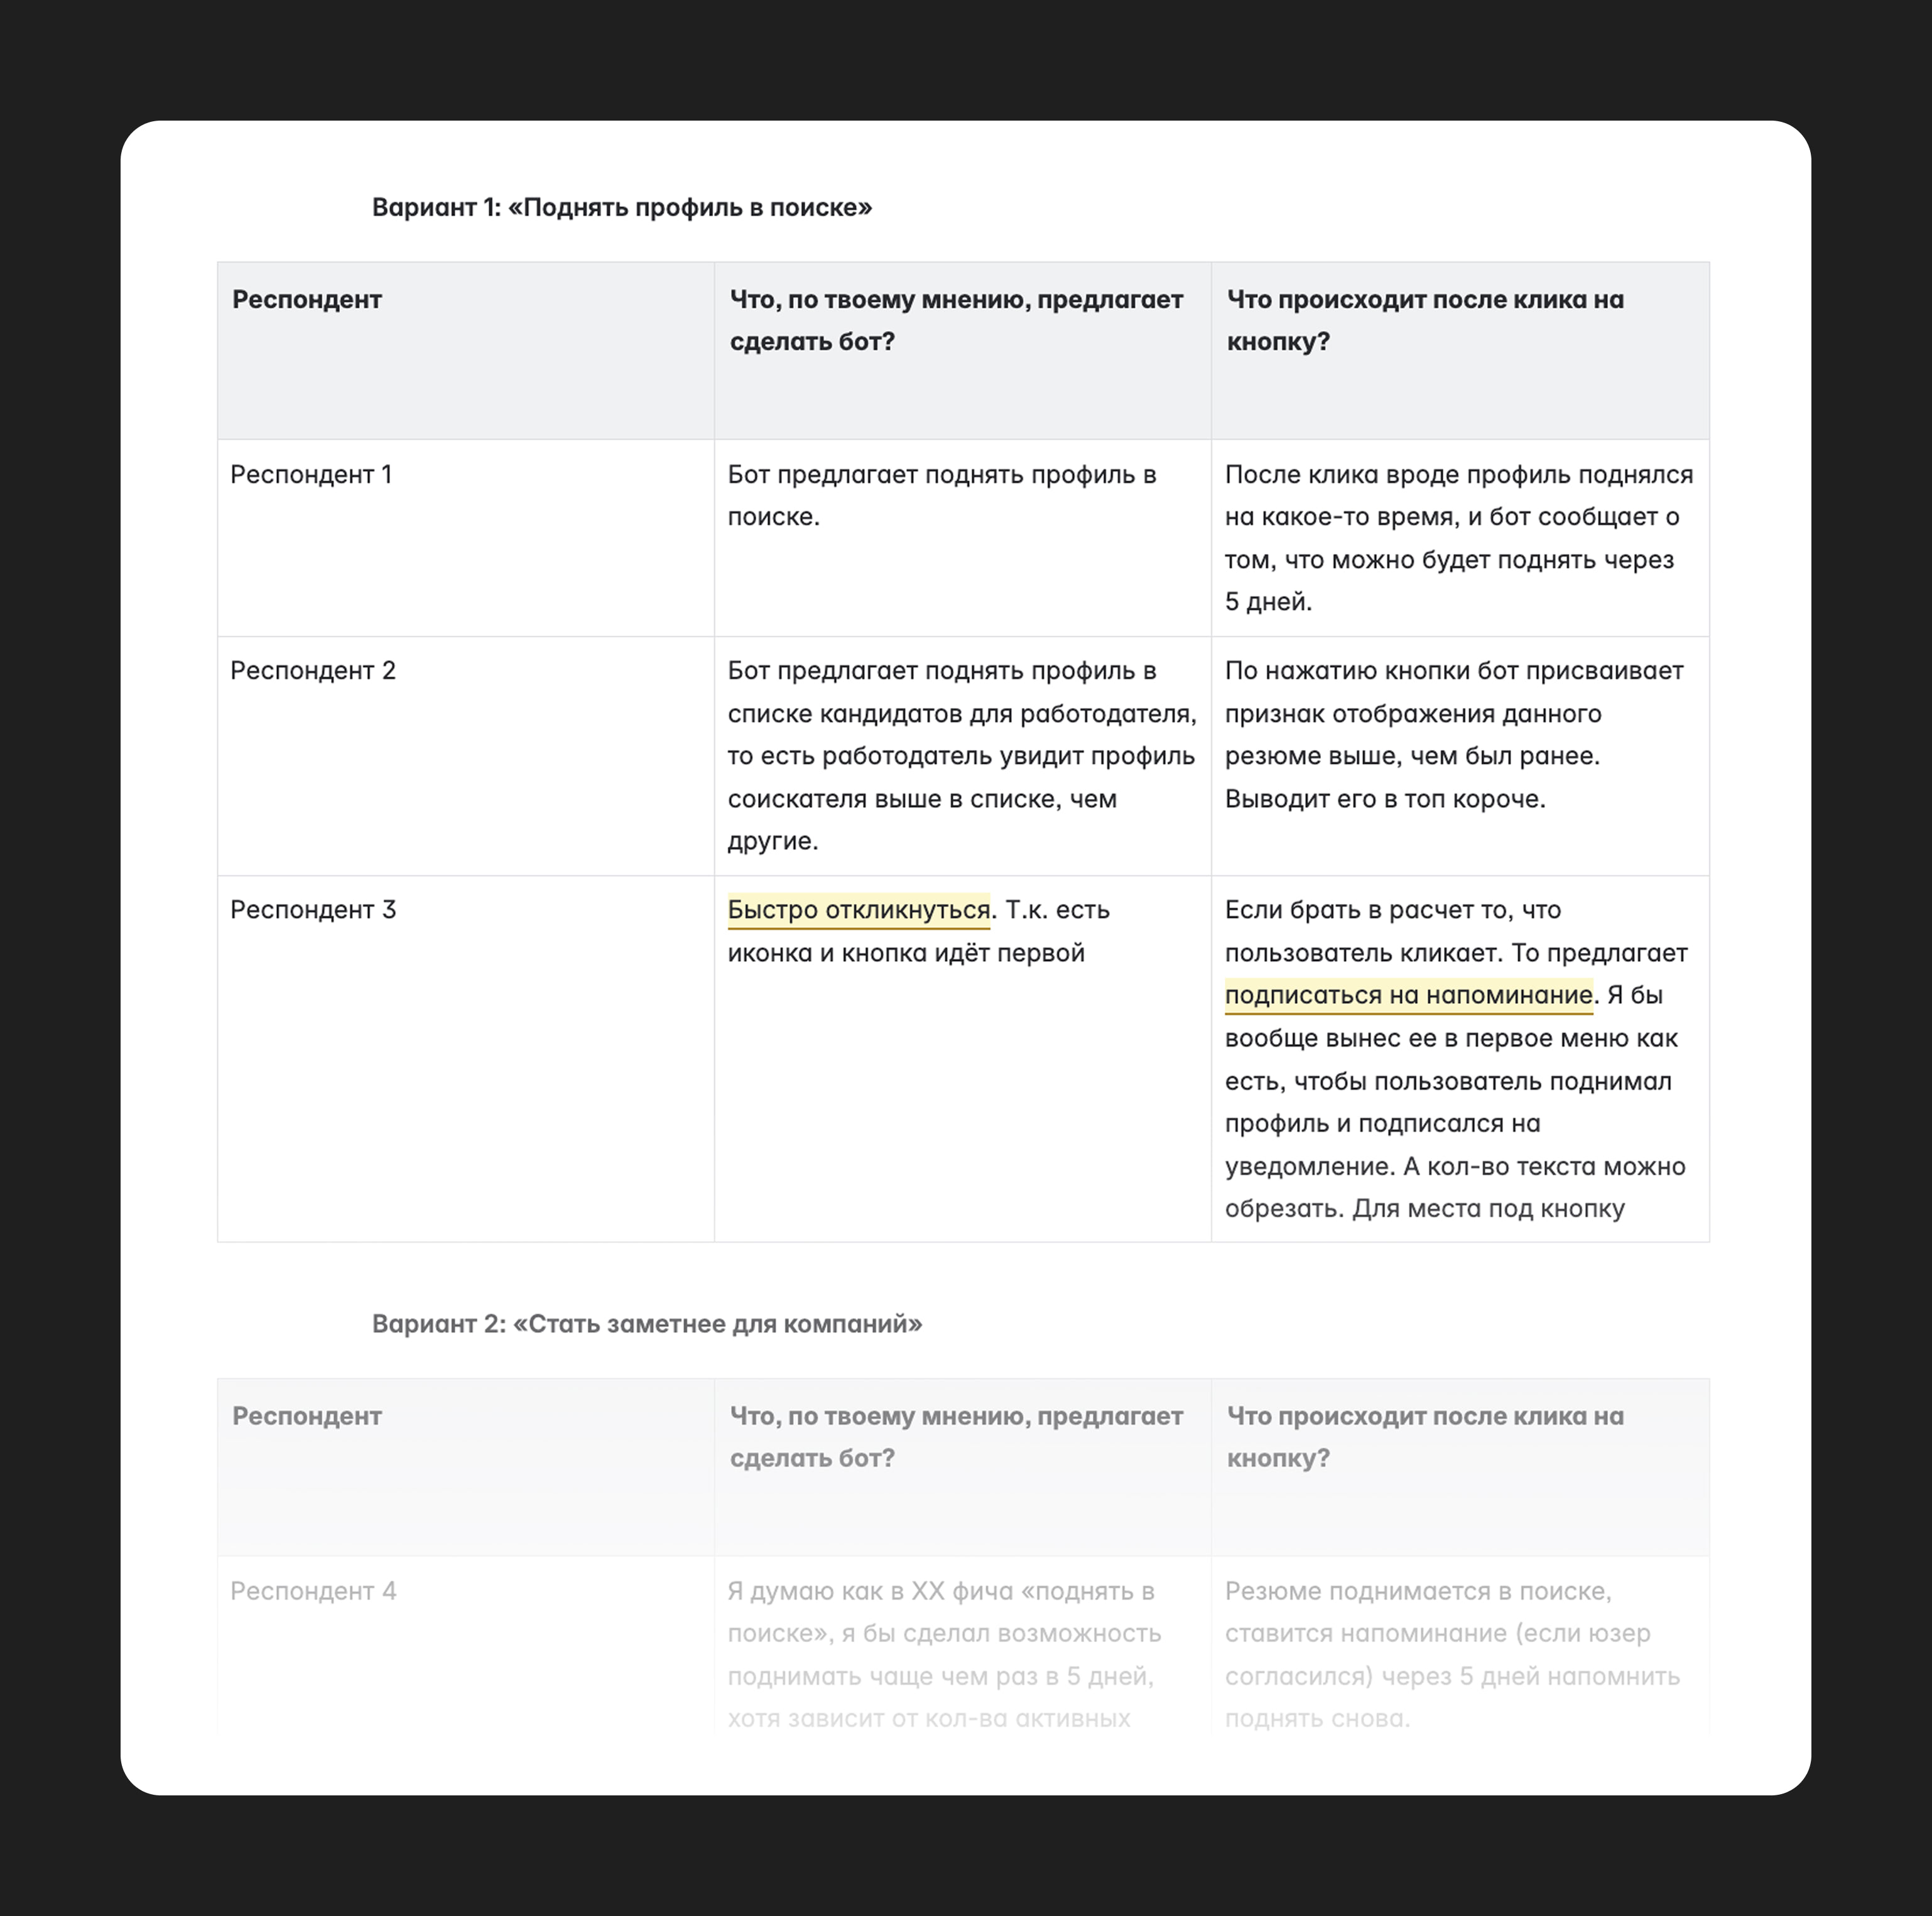 Вариант 1: «Поднять профиль в поиске»
Респондент
Что, по твоему мнению, предлагает
сделать бот?
Что происходит после клика на
кнопку?
Респондент 1
Бот предлагает поднять профиль в
поиске.
После клика вроде профиль поднялся
на какое-то время, и бот сообщает о
том, что можно будет поднять через
5 дней.
Респондент 2
Бот предлагает поднять профиль в
списке кандидатов для работодателя,
то есть работодатель увидит профиль
соискателя выше в списке, чем
другие.
По нажатию кнопки бот присваивает
признак отображения данного
резюме выше, чем был ранее.
Выводит его в топ короче.
Респондент 3
Быстро откликнуться. Т.к. есть
иконка и кнопка идёт первой
Если брать в расчет то, что
пользователь кликает. То предлагает
подписаться на напоминание. Я бы
вообще вынес ее в первое меню как
есть, чтобы пользователь поднимал
профиль и подписался на
уведомление. А кол-во текста можно
обрезать. Для места под кнопку
Вариант 2: «Стать заметнее для компаний»
Респондент
Что, по твоему мнению, предлагает
сделать бот?
Что происходит после клика на
кнопку?
Респондент 4
Я думаю как в ХХ фича «поднять в
поиске», я бы сделал возможность
поднимать чаще чем раз в 5 дней,
хотя зависит от кол-ва активных
Резюме поднимается в поиске,
ставится напоминание (если юзер
согласился) через 5 дней напомнить
поднять снова.